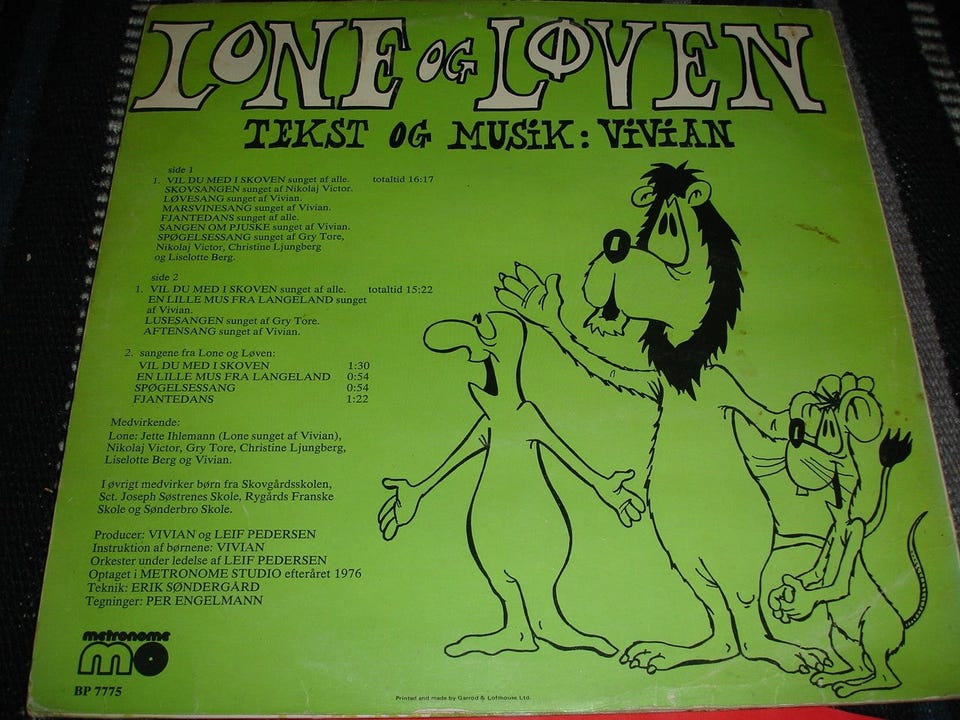 LONE OG LØVEN
TEKST OG MUSiK: ViViAN
side 1
1. VIL DU MED I SKOVEN sunget af alle. totaltid 16:17
SKOVSANGEN sunget af Nikolaj Victor.
LØVESANG sunget af Vivian.
MARSVINESANG sunget af Vivian.
FJANTEDANS sunget af alle.
SANGEN OM PJUSKE sunget af Vivian.
SPØGELSESSANG sunget af Gry Tore,
Nikolaj Victor, Christine Ljungberg
og Liselotte Berg.
side 2
1. VIL DU MED I SKOVEN sunget af alle. totaltid 15:22
EN LILLE MUS FRA LANGELAND sunget
af Vivian.
LUSESANGEN sunget af Gry Tore.
AFTENSANG sunget af Vivian.
2. sangene fra Lone og Løven:
VIL DU MED I SKOVEN 1:30
EN LILLE MUS FRA LANGELAND 0:54
SPØGELSESSANG 0:54
FJANTEDANS 1:22
Medvirkende:
Lone: Jette Ihlemann (Lone sunget af Vivian),
Nikolaj Victor, Gry Tore, Christine Ljungberg,
Liselotte Berg og Vivian.
I øvrigt medvirker børn fra Skovgårdsskolen,
Sct. Joseph Søstrenes Skole, Rygårds Franske
Skole og Sønderbro Skole.
Producer: VIVIAN og LEIF PEDERSEN
Instruktion af børnene: VIVIAN
Orkester under ledelse af LEIF PEDERSEN
Optaget i METRONOME STUDIO efteråret 1976
Teknik: ERIK SØNDERGÅRD
Tegninger: PER ENGELMANN
metronome
mo
BP 7775
Printed and made by Garrod & Lofthouse Ltd.